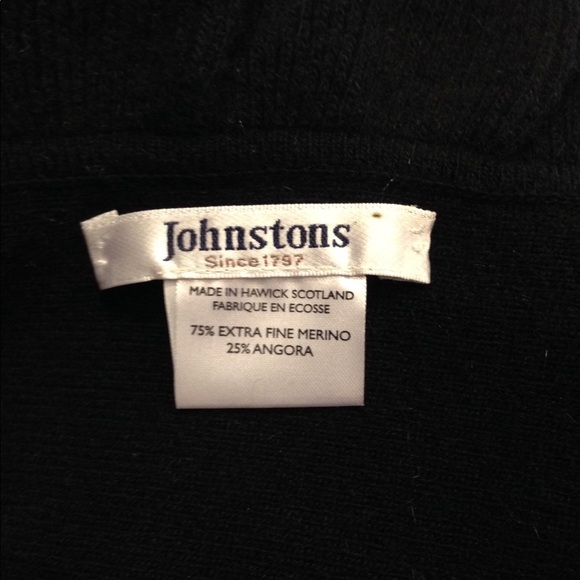 Johnstons
Since 1797
MADE IN HAWICK SCOTLAND
FABRIQUE EN ECOSSE
75% EXTRA FINE MERINO
25% ANGORA